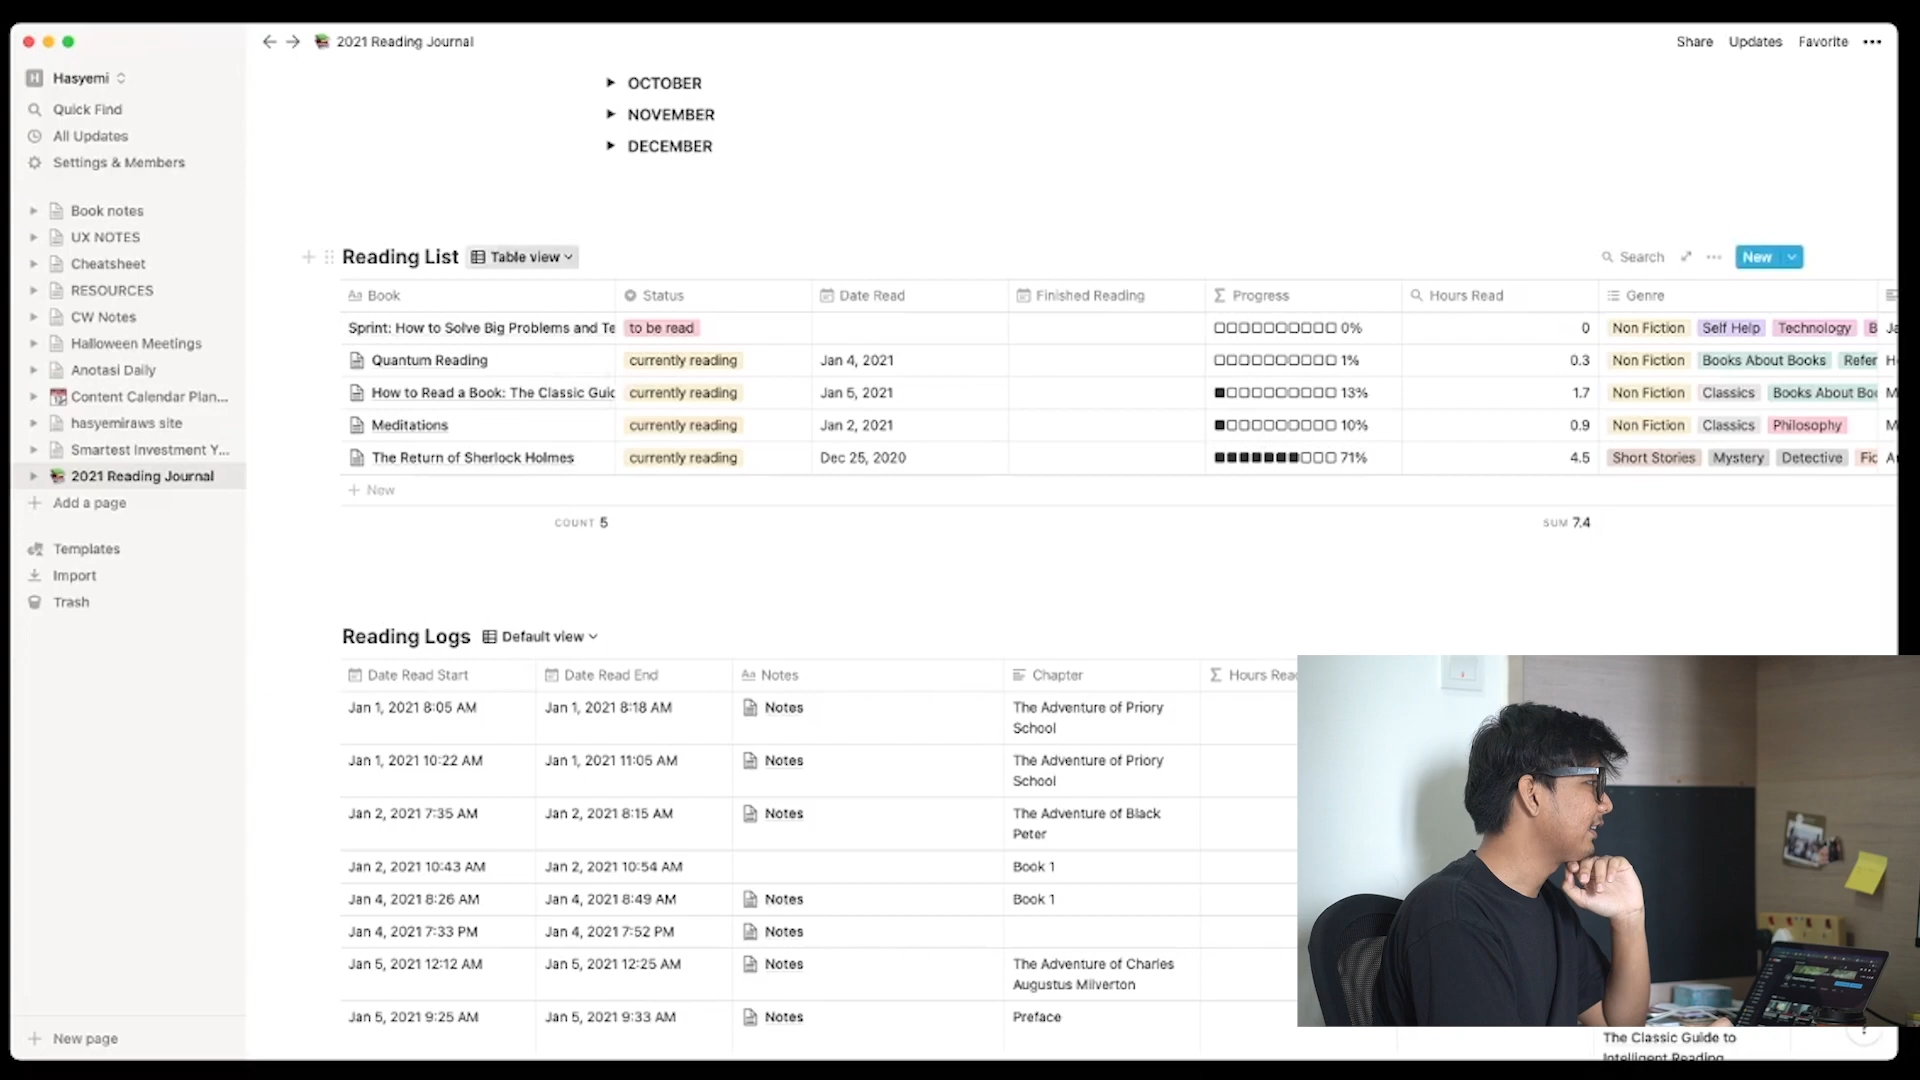 2021 Reading Journal
Share Updates Favorite
Hasyemi
Quick Find
All Updates
Settings & Members
Book notes
UX NOTES
Cheatsheet
RESOURCES
CW Notes
Halloween Meetings
Anotasi Daily
Content Calendar Plan...
hasyemiraws site
Smartest Investment Y...
2021 Reading Journal
Add a page
Templates
Import
Trash
New page
OCTOBER
NOVEMBER
DECEMBER
Reading List Table view
Search New
Aa Book Status Date Read Finished Reading Progress Hours Read Genre
Sprint: How to Solve Big Problems and Te to be read 0% 0 Non Fiction Self Help Technology B Ja
Quantum Reading currently reading Jan 4, 2021 1% 0.3 Non Fiction Books About Books Refer H
How to Read a Book: The Classic Guid currently reading Jan 5, 2021 13% 1.7 Non Fiction Classics Books About Boo M
Meditations currently reading Jan 2, 2021 10% 0.9 Non Fiction Classics Philosophy M
The Return of Sherlock Holmes currently reading Dec 25, 2020 71% 4.5 Short Stories Mystery Detective Fic A
New
COUNT 5 SUM 7.4
Reading Logs Default view
Date Read Start Date Read End Aa Notes Chapter Hours Rea
Jan 1, 2021 8:05 AM Jan 1, 2021 8:18 AM Notes The Adventure of Priory
School
Jan 1, 2021 10:22 AM Jan 1, 2021 11:05 AM Notes The Adventure of Priory
School
Jan 2, 2021 7:35 AM Jan 2, 2021 8:15 AM Notes The Adventure of Black
Peter
Jan 2, 2021 10:43 AM Jan 2, 2021 10:54 AM Book 1
Jan 4, 2021 8:26 AM Jan 4, 2021 8:49 AM Notes Book 1
Jan 4, 2021 7:33 PM Jan 4, 2021 7:52 PM Notes
Jan 5, 2021 12:12 AM Jan 5, 2021 12:25 AM Notes The Adventure of Charles
Augustus Milverton
Jan 5, 2021 9:25 AM Jan 5, 2021 9:33 AM Notes Preface
The Classic Guide to
Intelligent Reading